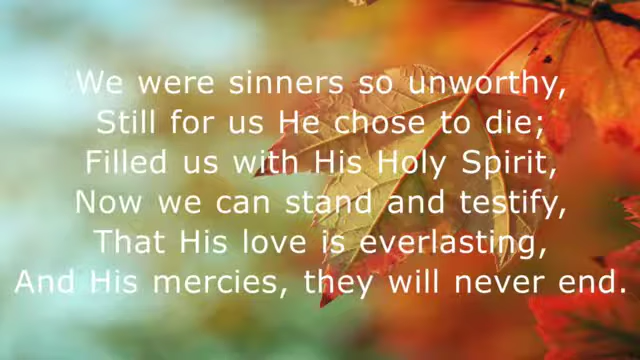 We were sinners so unworthy,
Still for us He chose to die;
Filled us with His Holy Spirit,
Now we can stand and testify,
That His love is everlasting,
And His mercies, they will never end.